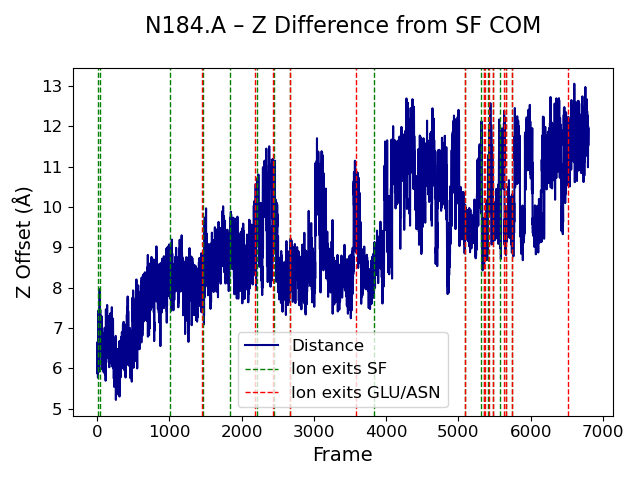 N184.A – Z Difference from SF COM
Z Offset (Å)
13
12
11
10
9
8
7
6
5
Distance
Ion exits SF
Ion exits GLU/ASN
0 1000 2000 3000 4000 5000 6000 7000
Frame